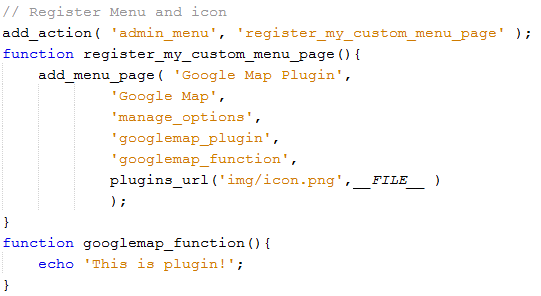 // Register Menu and icon
add_action( 'admin_menu', 'register_my_custom_menu_page' );
function register_my_custom_menu_page(){
    add_menu_page( 'Google Map Plugin',
            'Google Map',
            'manage_options',
            'googlemap_plugin',
            'googlemap_function',
            plugins_url('img/icon.png',__FILE__ )
            );
}
function googlemap_function(){
    echo 'This is plugin!';
}